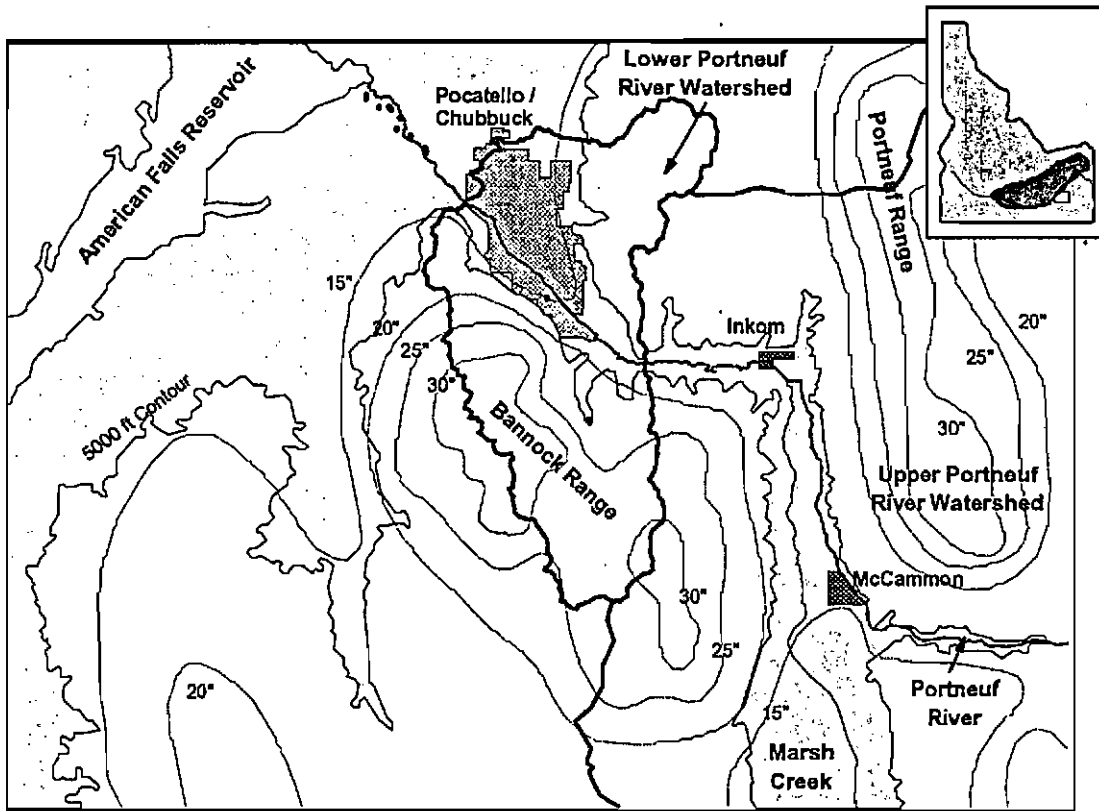 Lower Portneuf
River Watershed
Pocatello /
Chubbuck
American Falls Reservoir
Portneuf Range
15"
20"
25"
30"
Inkom
20"
25"
30"
5000 ft Contour
Bannock Range
Upper Portneuf
River Watershed
McCammon
30"
25"
20"
15"
Portneuf
River
Marsh
Creek